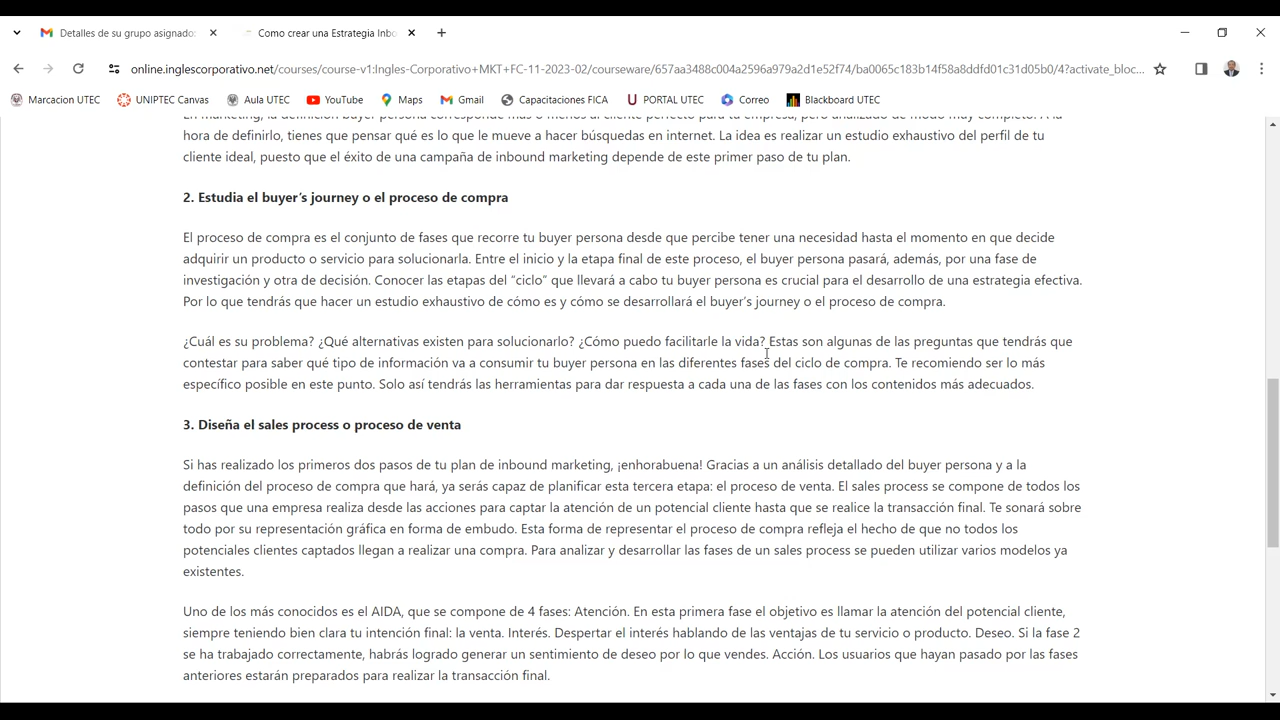 Detalles de su grupo asignado
Como crear una Estrategia Inbo
online.inglescorporativo.net/courses/course-v1:Ingles-Corporativo+MKT+FC-11-2023-02/courseware/657aa3488c004a2596a979a2d1e52f74/ba0065c183b14f58a8ddfd01c31d05b0/4?activate_bloc...
Marcacion UTEC UNIPTEC Canvas Aula UTEC YouTube Maps Gmail Capacitaciones FICA PORTAL UTEC Correo Blackboard UTEC
En marketing, la definición buyer persona corresponde más o menos al cliente perfecto para tu empresa, pero analizado de modo muy completo. A la
hora de definirlo, tienes que pensar qué es lo que le mueve a hacer búsquedas en internet. La idea es realizar un estudio exhaustivo del perfil de tu
cliente ideal, puesto que el éxito de una campaña de inbound marketing depende de este primer paso de tu plan.
2. Estudia el buyer’s journey o el proceso de compra
El proceso de compra es el conjunto de fases que recorre tu buyer persona desde que percibe tener una necesidad hasta el momento en que decide
adquirir un producto o servicio para solucionarla. Entre el inicio y la etapa final de este proceso, el buyer persona pasará, además, por una fase de
investigación y otra de decisión. Conocer las etapas del “ciclo” que llevará a cabo tu buyer persona es crucial para el desarrollo de una estrategia efectiva.
Por lo que tendrás que hacer un estudio exhaustivo de cómo es y cómo se desarrollará el buyer’s journey o el proceso de compra.
¿Cuál es su problema? ¿Qué alternativas existen para solucionarlo? ¿Cómo puedo facilitarle la vida? Estas son algunas de las preguntas que tendrás que
contestar para saber qué tipo de información va a consumir tu buyer persona en las diferentes fases del ciclo de compra. Te recomiendo ser lo más
específico posible en este punto. Solo así tendrás las herramientas para dar respuesta a cada una de las fases con los contenidos más adecuados.
3. Diseña el sales process o proceso de venta
Si has realizado los primeros dos pasos de tu plan de inbound marketing, ¡enhorabuena! Gracias a un análisis detallado del buyer persona y a la
definición del proceso de compra que hará, ya serás capaz de planificar esta tercera etapa: el proceso de venta. El sales process se compone de todos los
pasos que una empresa realiza desde las acciones para captar la atención de un potencial cliente hasta que se realice la transacción final. Te sonará sobre
todo por su representación gráfica en forma de embudo. Esta forma de representar el proceso de compra refleja el hecho de que no todos los
potenciales clientes captados llegan a realizar una compra. Para analizar y desarrollar las fases de un sales process se pueden utilizar varios modelos ya
existentes.
Uno de los más conocidos es el AIDA, que se compone de 4 fases: Atención. En esta primera fase el objetivo es llamar la atención del potencial cliente,
siempre teniendo bien clara tu intención final: la venta. Interés. Despertar el interés hablando de las ventajas de tu servicio o producto. Deseo. Si la fase 2
se ha trabajado correctamente, habrás logrado generar un sentimiento de deseo por lo que vendes. Acción. Los usuarios que hayan pasado por las fases
anteriores estarán preparados para realizar la transacción final.